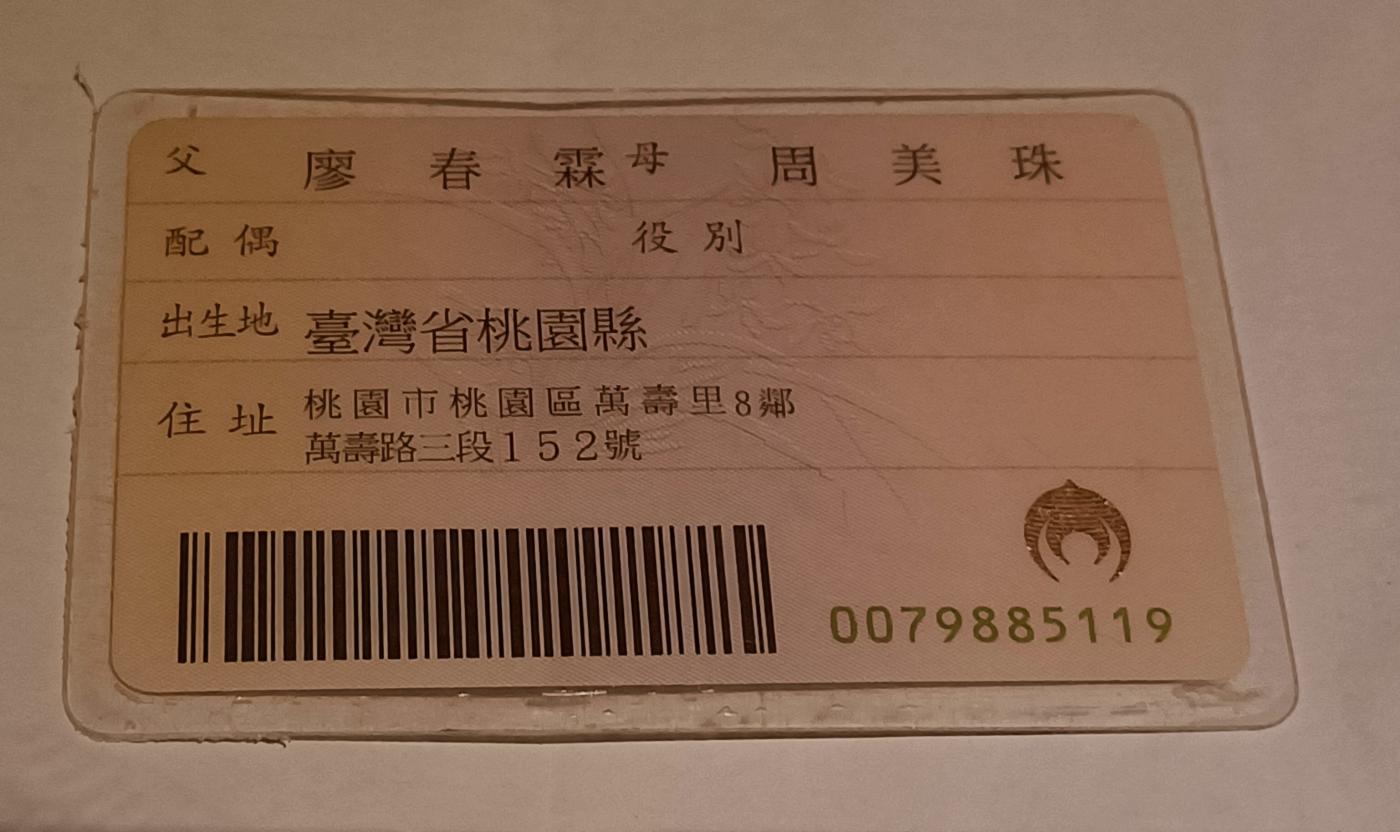 父 廖春霖 母 周美珠
配偶 役別
出生地 臺灣省桃園縣
住址 桃園市桃園區萬壽里8鄰
萬壽路三段152號
0079885119